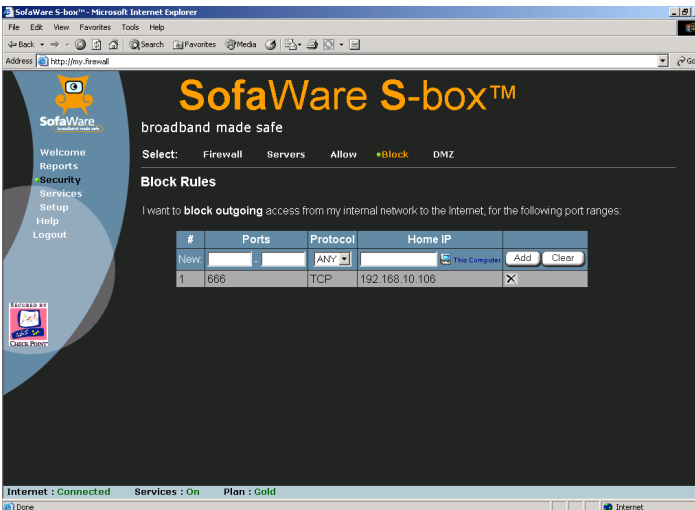 SofaWare S-box™ - Microsoft Internet Explorer
File Edit View Favorites Tools Help
Back Search Favorites Media
Address http://my.firewall Go
SofaWare
broadband made safe
SofaWare S-box™
broadband made safe
Welcome
Reports
Security
Services
Setup
Help
Logout
Select: Firewall Servers Allow Block DMZ
Block Rules
I want to block outgoing access from my internal network to the Internet, for the following port ranges:
# Ports Protocol Home IP
New: - ANY This Computer Add Clear
1 666 TCP 192.168.10.106
SECURED BY
CHECK POINT
Internet : Connected Services : On Plan : Gold
Done Internet